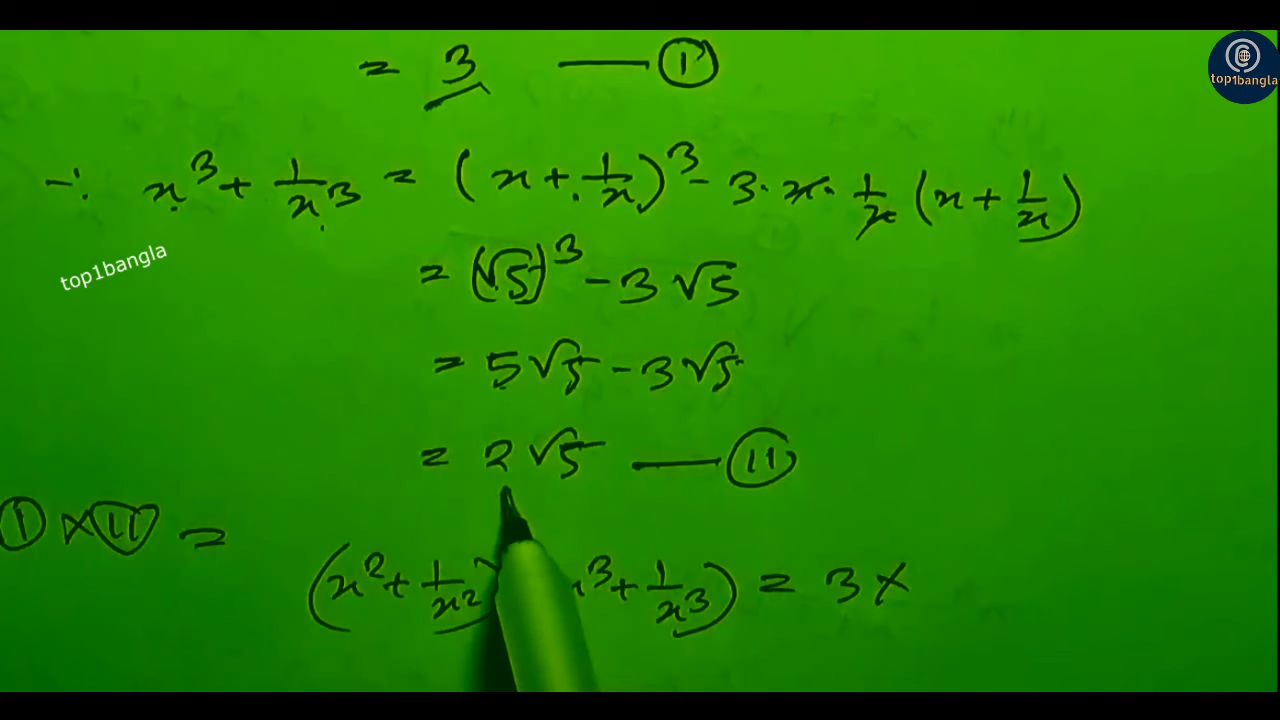 top1bangla
= 3 —— (I)
∴ x³ + 1/x³ = (x + 1/x)³ - 3·x·1/x (x + 1/x)
top1bangla
= (√5)³ - 3√5
= 5√5 - 3√5
= 2√5 —— (II)
(I) × (II) =
(x² + 1/x² x³ + 1/x³) = 3 ×